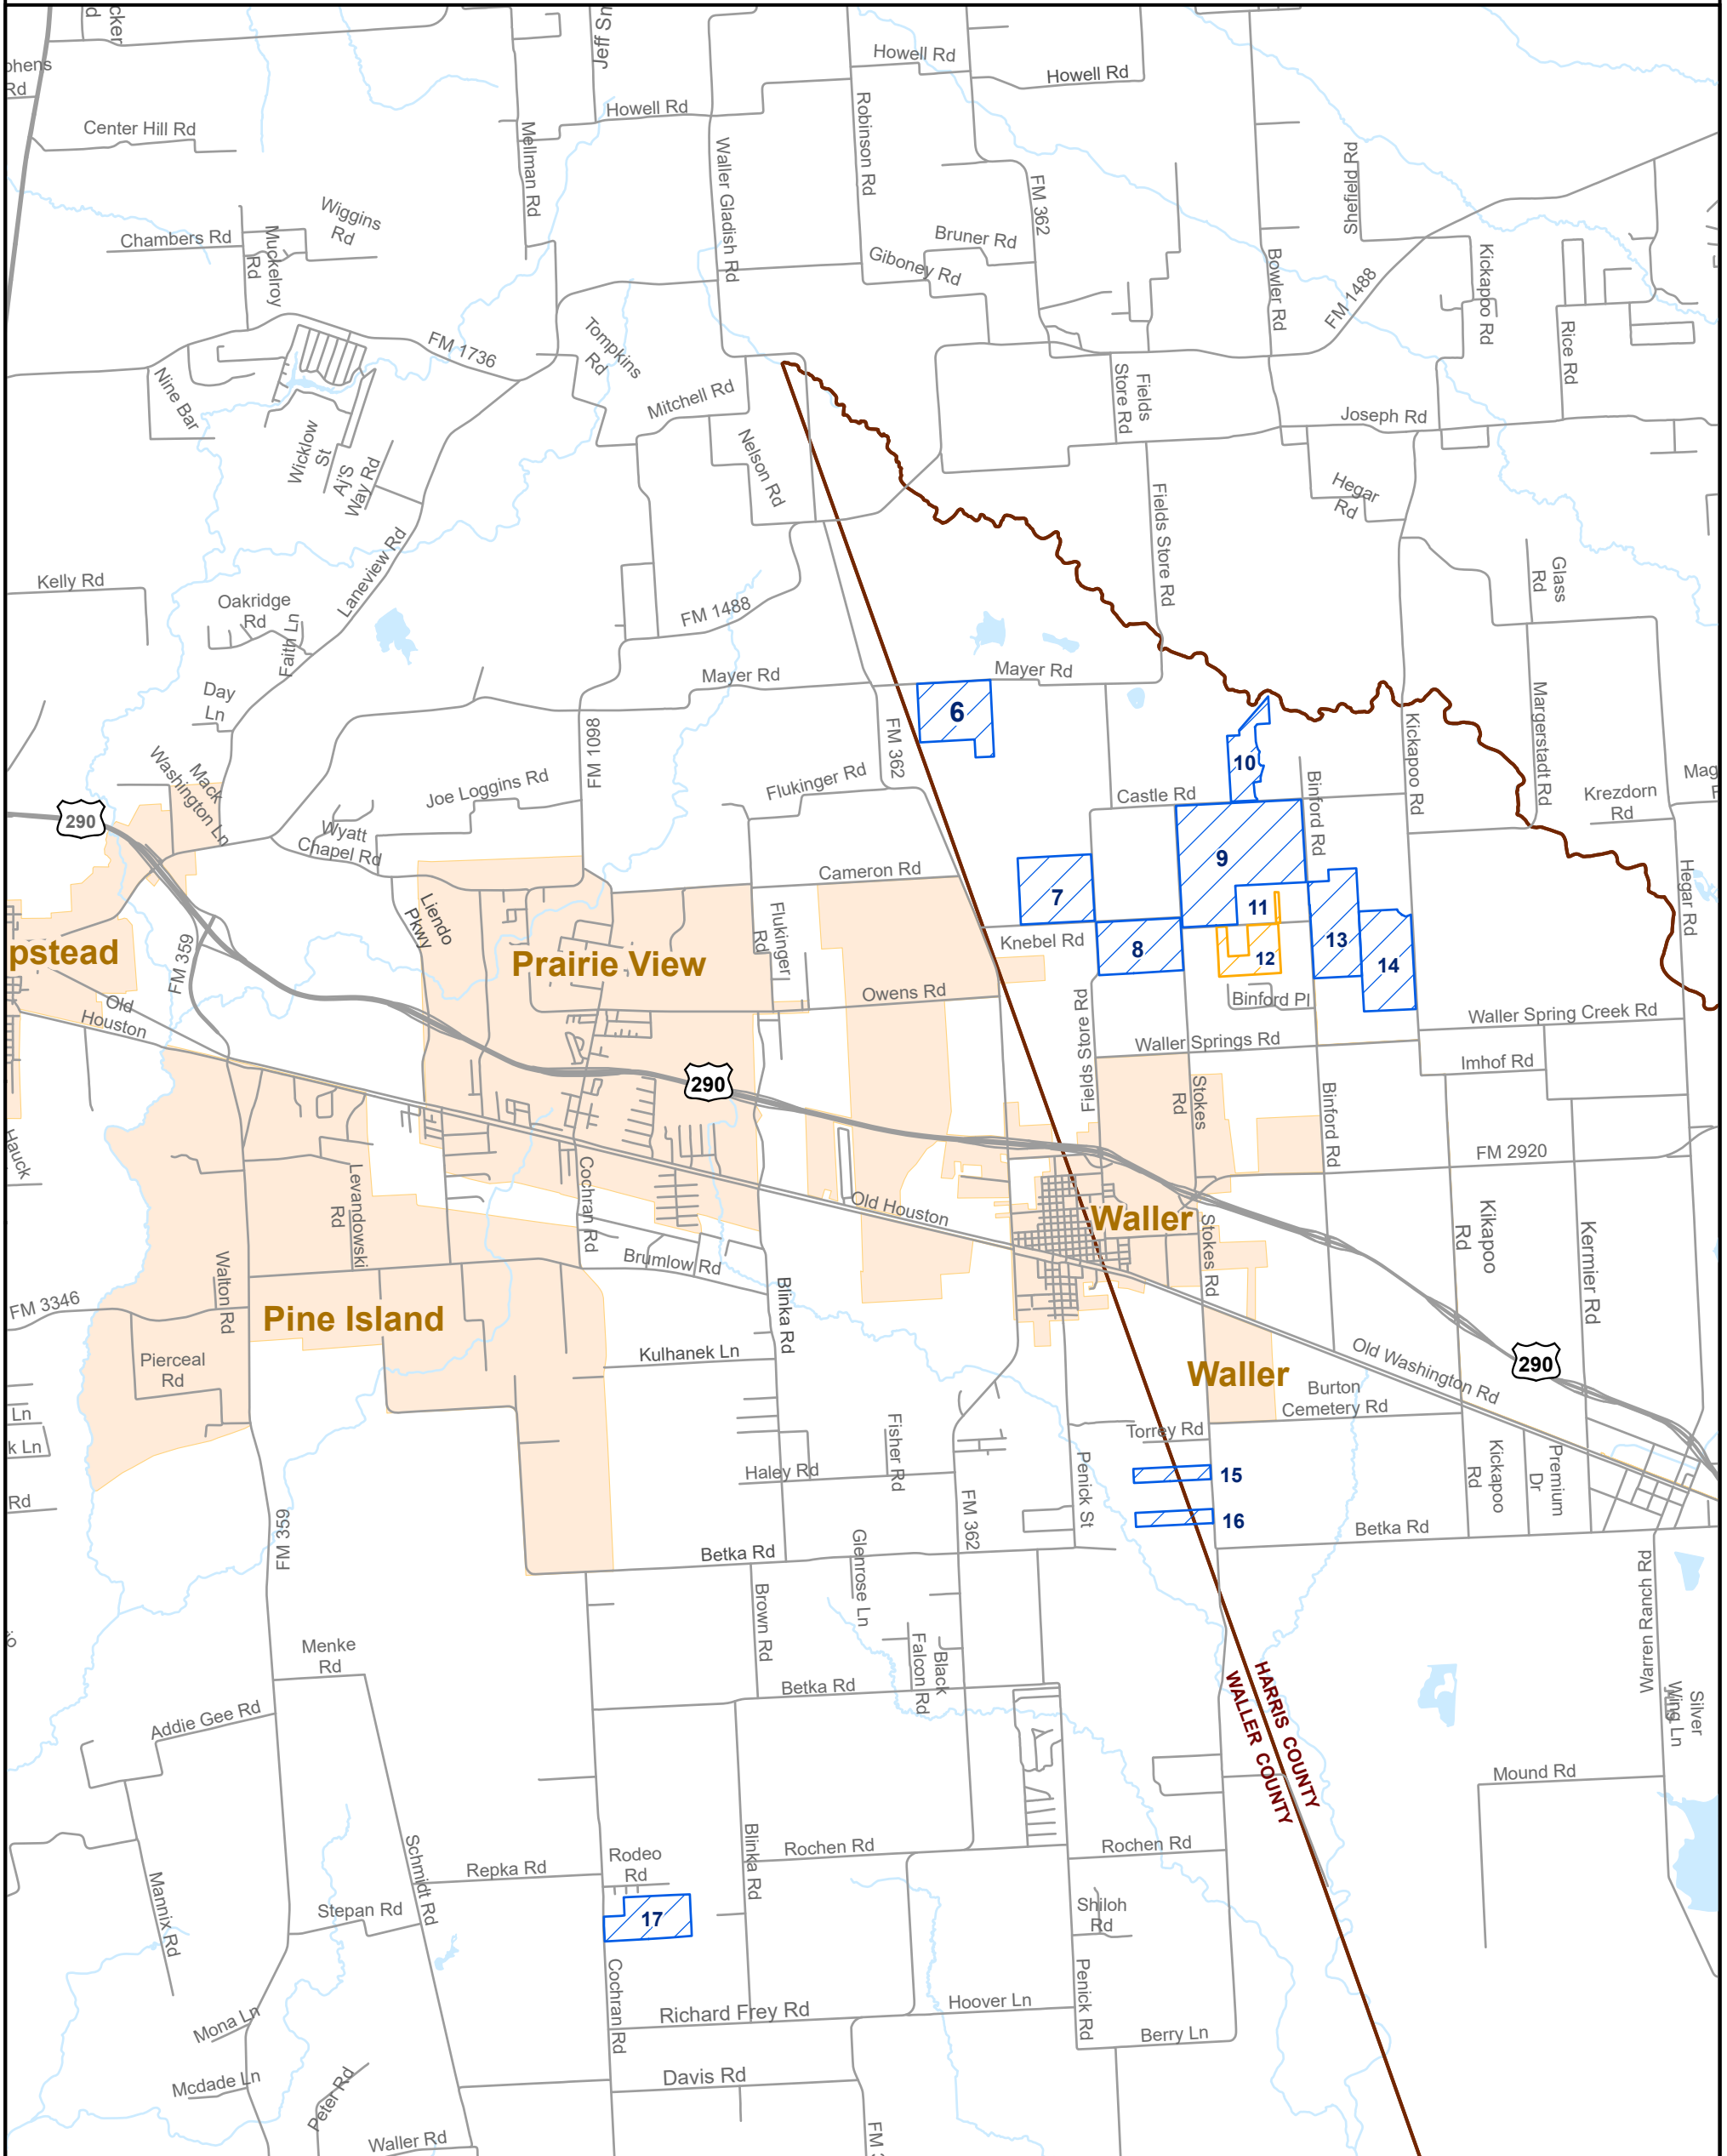 cker
Rd
Jeff Sn
phens
Rd
Howell Rd
Howell Rd
Howell Rd
Center Hill Rd
Mellman Rd
Waller Gladish Rd
Robinson Rd
FM 362
Shefield Rd
Wiggins
Rd
Chambers Rd
Muckelroy
Rd
Bruner Rd
Giboney Rd
Bowler Rd
FM 1488
Kickapoo Rd
Rice Rd
FM 1736
Tompkins
Rd
Nine Bar
Mitchell Rd
Fields
Store Rd
Joseph Rd
Wicklow
St
Aj'S
Way Rd
Nelson Rd
Hegar
Rd
Fields Store Rd
Laneview Rd
Kelly Rd
Oakridge
Rd
Faith Ln
FM 1488
Glass
Rd
Mayer Rd
Mayer Rd
Day
Ln
6
FM 1098
FM 362
Margerstadt Rd
Kickapoo Rd
10
Mack
Washington Ln
Joe Loggins Rd
Flukinger Rd
Castle Rd
Binford Rd
Krezdorn
Rd
Mag
290
Wyatt
Chapel Rd
Cameron Rd
9
7
Hegar Rd
Liendo
Pkwy
Flukinger
Rd
11
Knebel Rd
8
12
13
14
pstead
FM 359
Prairie View
Owens Rd
Binford Pl
Old
Houston
Fields Store Rd
Waller Spring Creek Rd
Waller Springs Rd
Imhof Rd
290
Stokes
Rd
Binford Rd
Hauck
FM 2920
Levandowski
Rd
Cochran Rd
Old Houston
Waller
Kikapoo
Rd
Kermier Rd
Walton Rd
Brumlow Rd
Stokes Rd
FM 3346
Pine Island
Blinka Rd
Pierceal
Rd
Kulhanek Ln
Waller
Old Washington Rd
290
Burton
Cemetery Rd
Ln
k Ln
Torrey Rd
Fisher Rd
Haley Rd
15
Penick St
Kickapoo
Rd
Premium
Dr
Rd
FM 359
FM 362
16
Betka Rd
Betka Rd
Glenrose Ln
Brown Rd
Warren Ranch Rd
Menke
Rd
Black
Falcon Rd
Betka Rd
HARRIS COUNTY
WALLER COUNTY
Silver
Wing Ln
Addie Gee Rd
Mound Rd
Schmidt Rd
Repka Rd
Rodeo
Rd
Blinka Rd
Rochen Rd
Rochen Rd
Mannix Rd
Stepan Rd
17
Shiloh
Rd
Cochran Rd
Penick Rd
Richard Frey Rd
Hoover Ln
Mona Ln
Berry Ln
Mcdade Ln
Peter Rd
Davis Rd
Waller Rd
FM